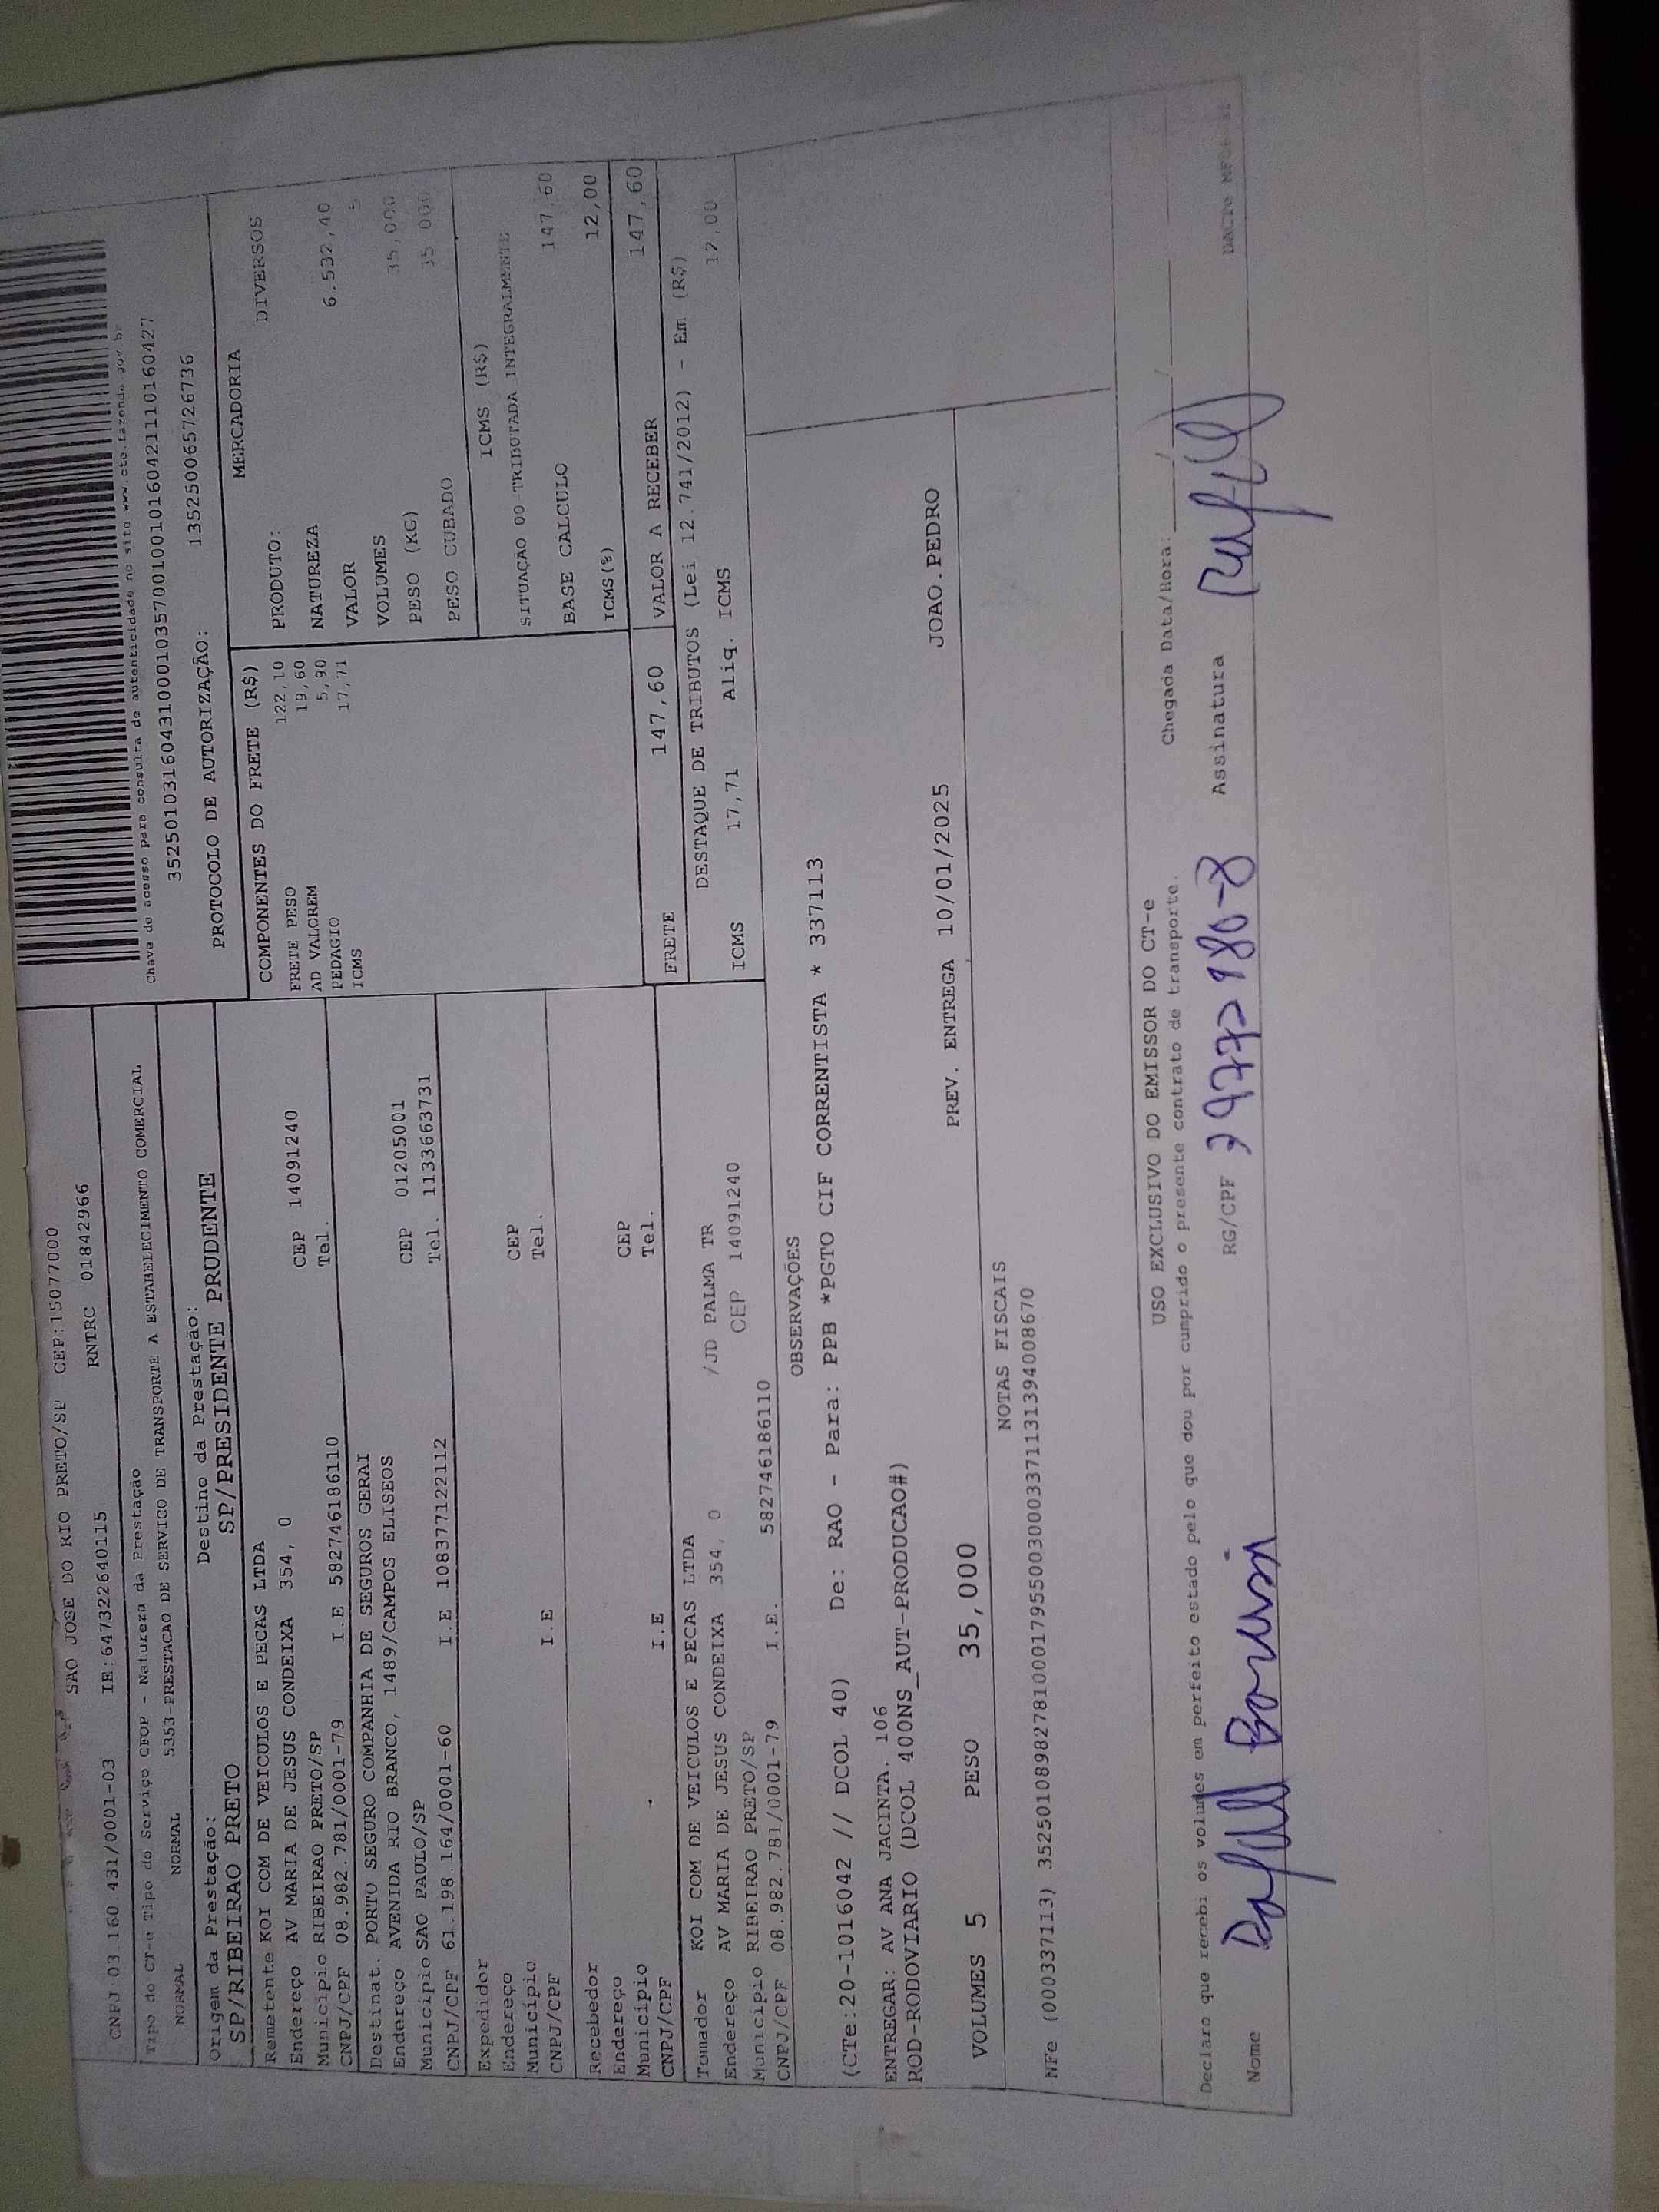 SAO JOSE DO RIO PRETO/SP CEP:15077000
CNPJ:03.160.431/0001-03 IE:647322640115 RNTRC 01842966
Tipo do CT-e Tipo do Serviço CFOP - Natureza da Prestação
NORMAL NORMAL 5353-PRESTACAO DE SERVICO DE TRANSPORTE A ESTABELECIMENTO COMERCIAL
Chave de acesso para consulta de autenticidade no site www.cte.fazenda.gov.br
PROTOCOLO DE AUTORIZAÇÃO: 135250065726736
Origem da Prestação: Destino da Prestação:
SP/RIBEIRAO PRETO SP/PRESIDENTE PRUDENTE
Remetente KOI COM DE VEICULOS E PECAS LTDA
Endereço AV MARIA DE JESUS CONDEIXA 354, 0 CEP 14091240
Município RIBEIRAO PRETO/SP Tel.
CNPJ/CPF 08.982.781/0001-79 I.E 582746186110
Destinat. PORTO SEGURO COMPANHIA DE SEGUROS GERAI
Endereço AVENIDA RIO BRANCO, 1489/CAMPOS ELISEOS CEP 01205001
Município SAO PAULO/SP Tel. 1133663731
CNPJ/CPF 61.198.164/0001-60 I.E 108377122112
Expedidor
Endereço CEP
Município Tel.
CNPJ/CPF I.E
Recebedor
Endereço CEP
Município Tel.
CNPJ/CPF I.E
Tomador KOI COM DE VEICULOS E PECAS LTDA
Endereço AV MARIA DE JESUS CONDEIXA 354, 0 /JD PALMA TR
Município RIBEIRAO PRETO/SP CEP 14091240
CNPJ/CPF 08.982.781/0001-79 I.E. 582746186110
COMPONENTES DO FRETE (R$)
FRETE PESO 122,10
AD VALOREM 19,60
PEDAGIO 5,90
ICMS 17,71
MERCADORIA
PRODUTO: DIVERSOS
NATUREZA
VALOR 6.532,40
VOLUMES 5
PESO (KG) 35,000
PESO CUBADO 35,000
ICMS (R$)
SITUAÇÃO 00-TRIBUTADA INTEGRALMENTE
BASE CÁLCULO 147,60
ICMS(%) 12,00
FRETE 147,60 VALOR A RECEBER 147,60
DESTAQUE DE TRIBUTOS (Lei 12.741/2012) - Em (R$)
ICMS 17,71 Aliq. ICMS 12,00
OBSERVAÇÕES
(CTe:20-1016042 // DCOL 40) De: RAO - Para: PPB *PGTO CIF CORRENTISTA * 337113
ENTREGAR: AV ANA JACINTA. 106
ROD-RODOVIARIO (DCOL 400NS_AUT-PRODUCAO#)
VOLUMES 5 PESO 35,000 PREV. ENTREGA 10/01/2025 JOAO.PEDRO
NOTAS FISCAIS
NFe (000337113) 35250108982781000179550030003371131394008670
USO EXCLUSIVO DO EMISSOR DO CT-e
Declaro que recebi os volumes em perfeito estado pelo que dou por cumprido o presente contrato de transporte. Chegada Data/Hora: / /
Nome RG/CPF Assinatura